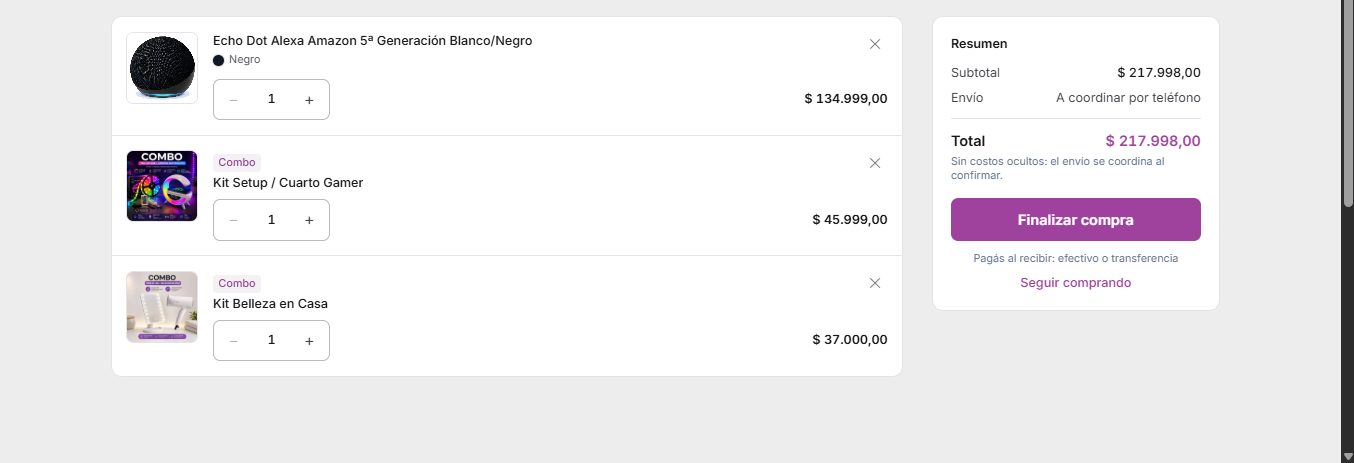 Echo Dot Alexa Amazon 5ª Generación Blanco/Negro
Negro
− 1 +
$ 134.999,00
COMBO
Combo
Kit Setup / Cuarto Gamer
− 1 +
$ 45.999,00
COMBO
Combo
Kit Belleza en Casa
− 1 +
$ 37.000,00
Resumen
Subtotal $ 217.998,00
Envío A coordinar por teléfono
Total $ 217.998,00
Sin costos ocultos: el envío se coordina al
confirmar.
Finalizar compra
Pagás al recibir: efectivo o transferencia
Seguir comprando